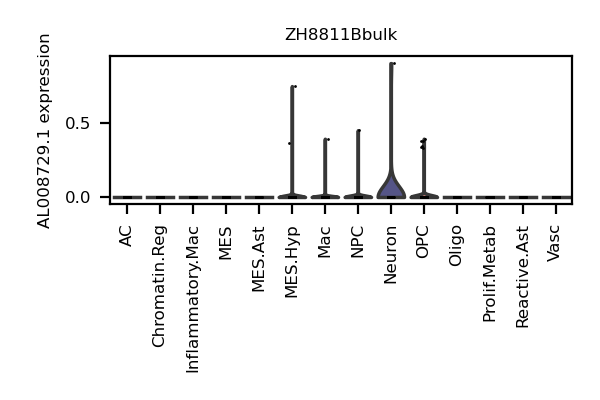 ZH8811Bbulk
AL008729.1 expression
0.5
0.0
AC
Chromatin.Reg
Inflammatory.Mac
MES
MES.Ast
MES.Hyp
Mac
NPC
Neuron
OPC
Oligo
Prolif.Metab
Reactive.Ast
Vasc